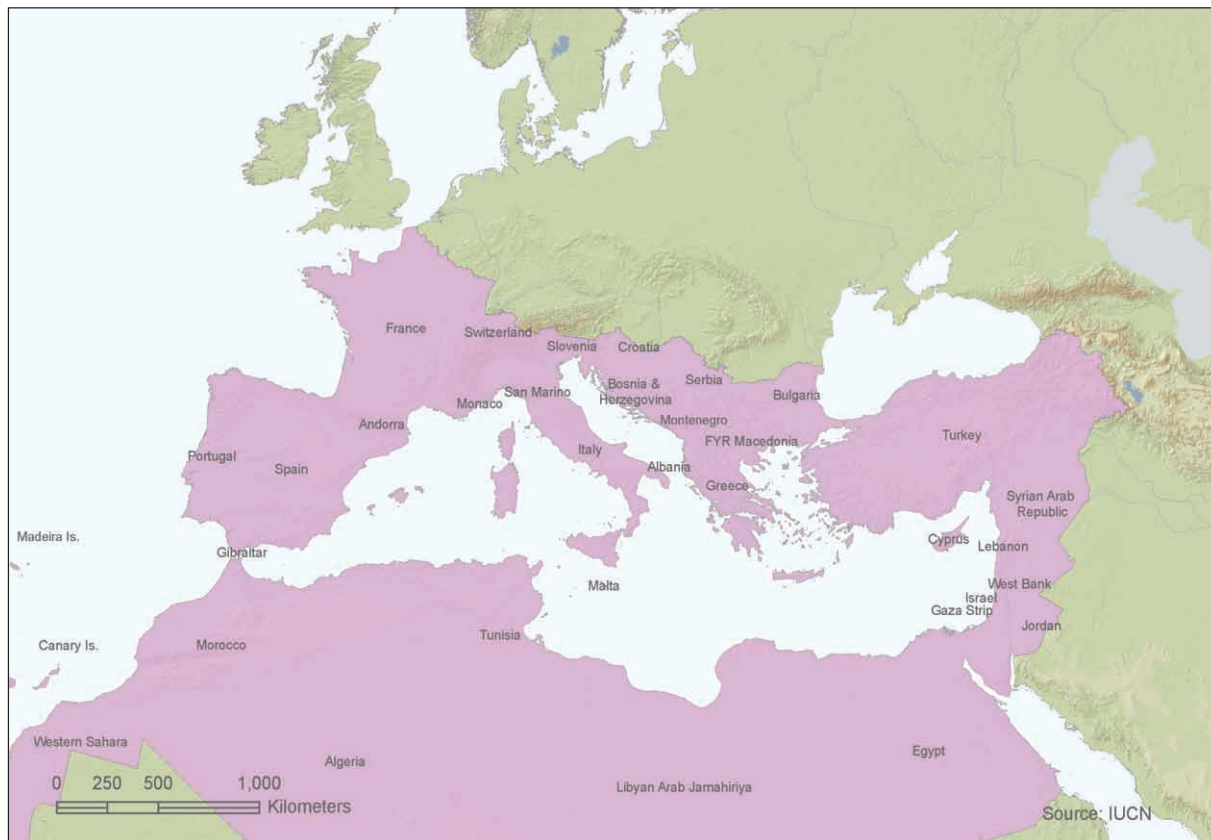 France
Switzerland
Slovenia
Croatia
Bosnia &
Herzegovina
Serbia
Bulgaria
San Marino
Monaco
Montenegro
Andorra
FYR Macedonia
Turkey
Portugal
Spain
Italy
Albania
Greece
Syrian Arab
Republic
Madeira Is.
Gibraltar
Cyprus
Lebanon
Malta
West Bank
Israel
Gaza Strip
Jordan
Canary Is.
Morocco
Tunisia
Western Sahara
Algeria
Egypt
Libyan Arab Jamahiriya
0 250 500 1,000
Kilometers
Source: IUCN